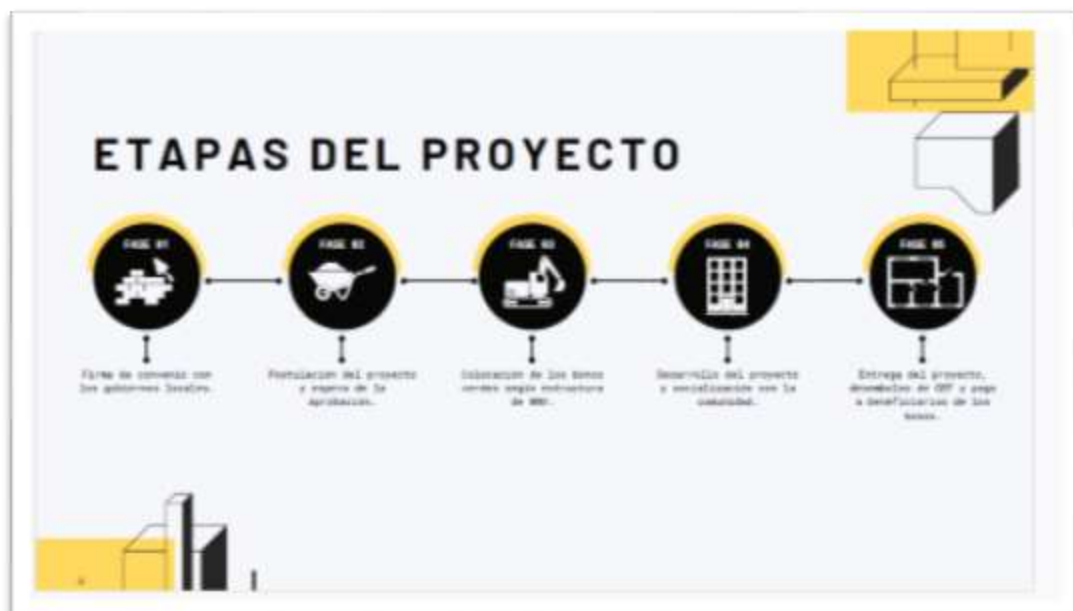 ETAPAS DEL PROYECTO
FASE 01
FASE 02
FASE 03
FASE 04
FASE 05
Firma de convenio con
los gobiernos locales.
Postulación del proyecto
y espera de la
aprobación.
Colocación de los bonos
verdes según estructura
de
Desarrollo del proyecto
y socialización con la
comunidad.
Entrega del proyecto,
desembolso de y pago
a beneficiarios de los
bonos.